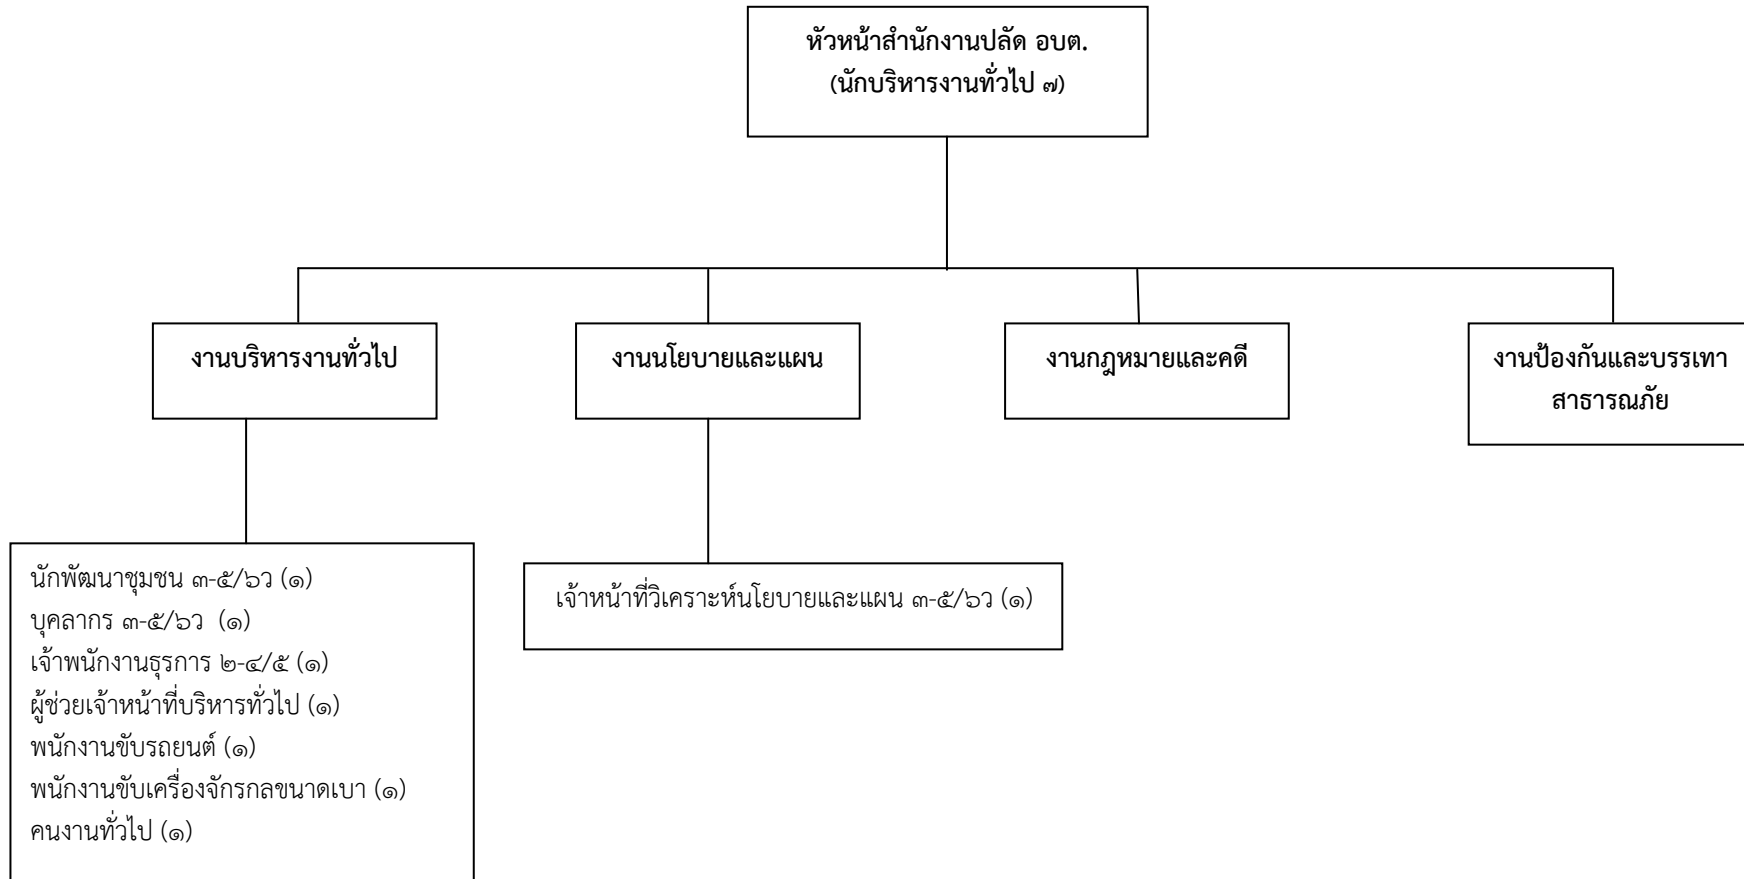 หัวหน้าสำนักงานปลัด อบต.
(นักบริหารงานทั่วไป ๗)
งานบริหารงานทั่วไป
งานนโยบายและแผน
งานกฎหมายและคดี
งานป้องกันและบรรเทา
สาธารณภัย
นักพัฒนาชุมชน ๓-๕/๖ว (๑)
บุคลากร ๓-๕/๖ว (๑)
เจ้าพนักงานธุรการ ๒-๔/๕ (๑)
ผู้ช่วยเจ้าหน้าที่บริหารทั่วไป (๑)
พนักงานขับรถยนต์ (๑)
พนักงานขับเครื่องจักรกลขนาดเบา (๑)
คนงานทั่วไป (๑)
เจ้าหน้าที่วิเคราะห์นโยบายและแผน ๓-๕/๖ว (๑)